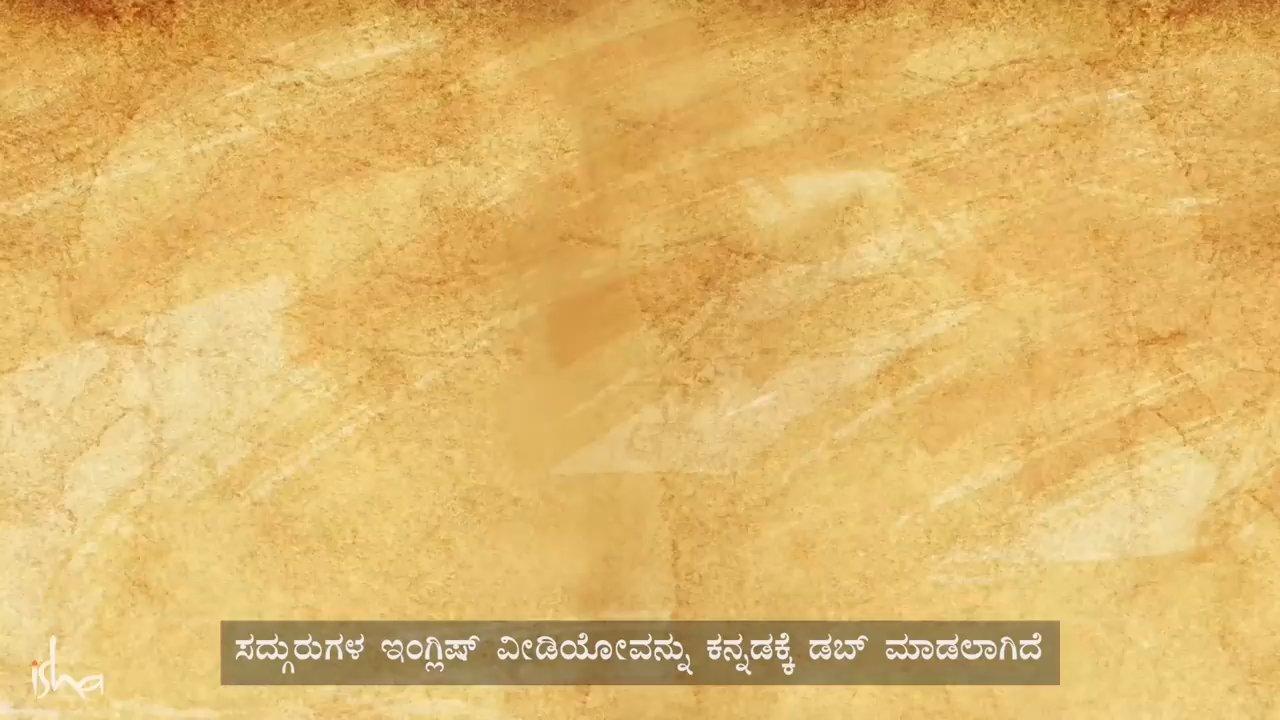 ಸದ್ಗುರುಗಳ ಇಂಗ್ಲಿಷ್ ವೀಡಿಯೋವನ್ನು ಕನ್ನಡಕ್ಕೆ ಡಬ್ ಮಾಡಲಾಗಿದೆ
isha